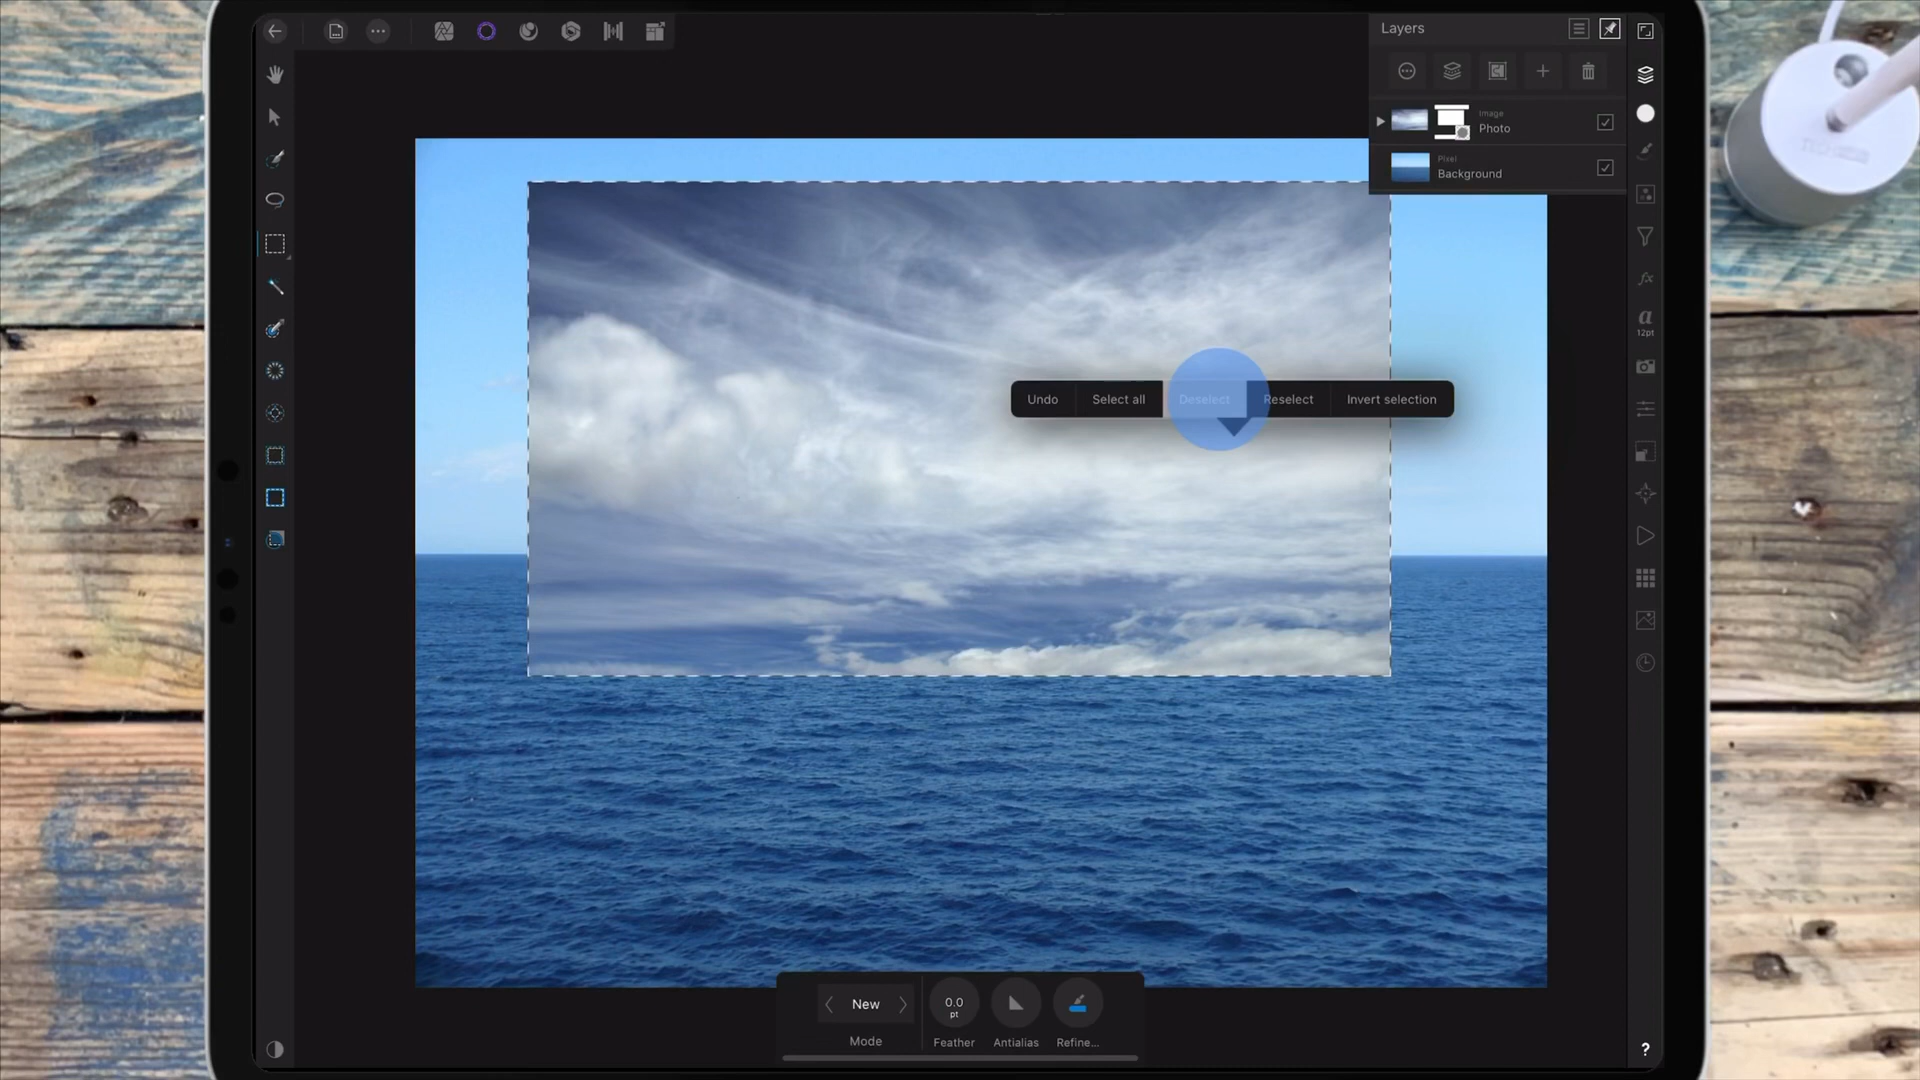 Layers
Image
Photo
Pixel
Background
a
12pt
fx
Undo
Select all
Deselect
Reselect
Invert selection
New
Mode
0.0
pt
Feather
Antialias
Refine...
?